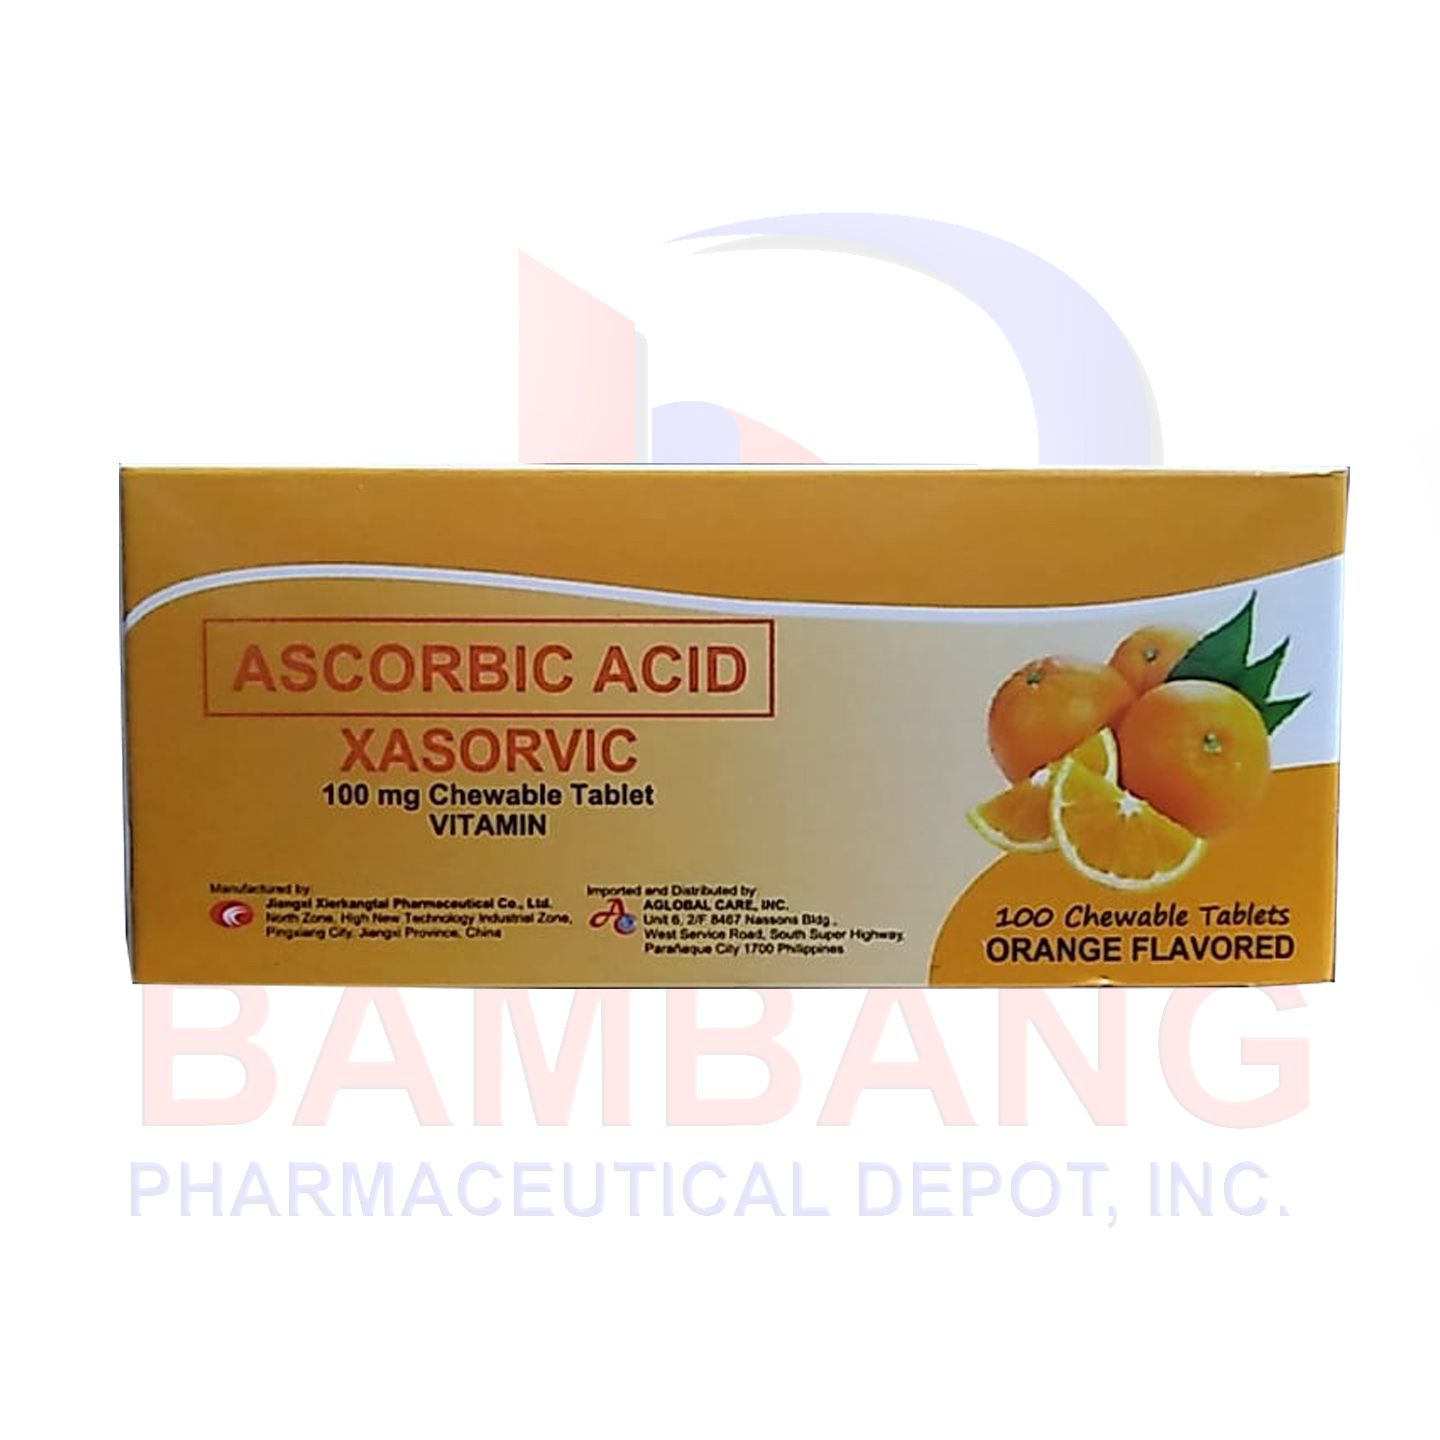 ASCORBIC ACID
XASORVIC
100 mg Chewable Tablet
VITAMIN
Manufactured by
Jiangxi Xierkangtai Pharmaceutical Co., Ltd.
North Zone, High New Technology Industrial Zone,
Pingxiang City, Jiangxi Province, China
Imported and Distributed by
AGLOBAL CARE, INC.
Unit 6, 2/F 8467 Nassons Bldg.,
West Service Road, South Super Highway,
Parañaque City 1700 Philippines
100 Chewable Tablets
ORANGE FLAVORED
BAMBANG
PHARMACEUTICAL DEPOT, INC.